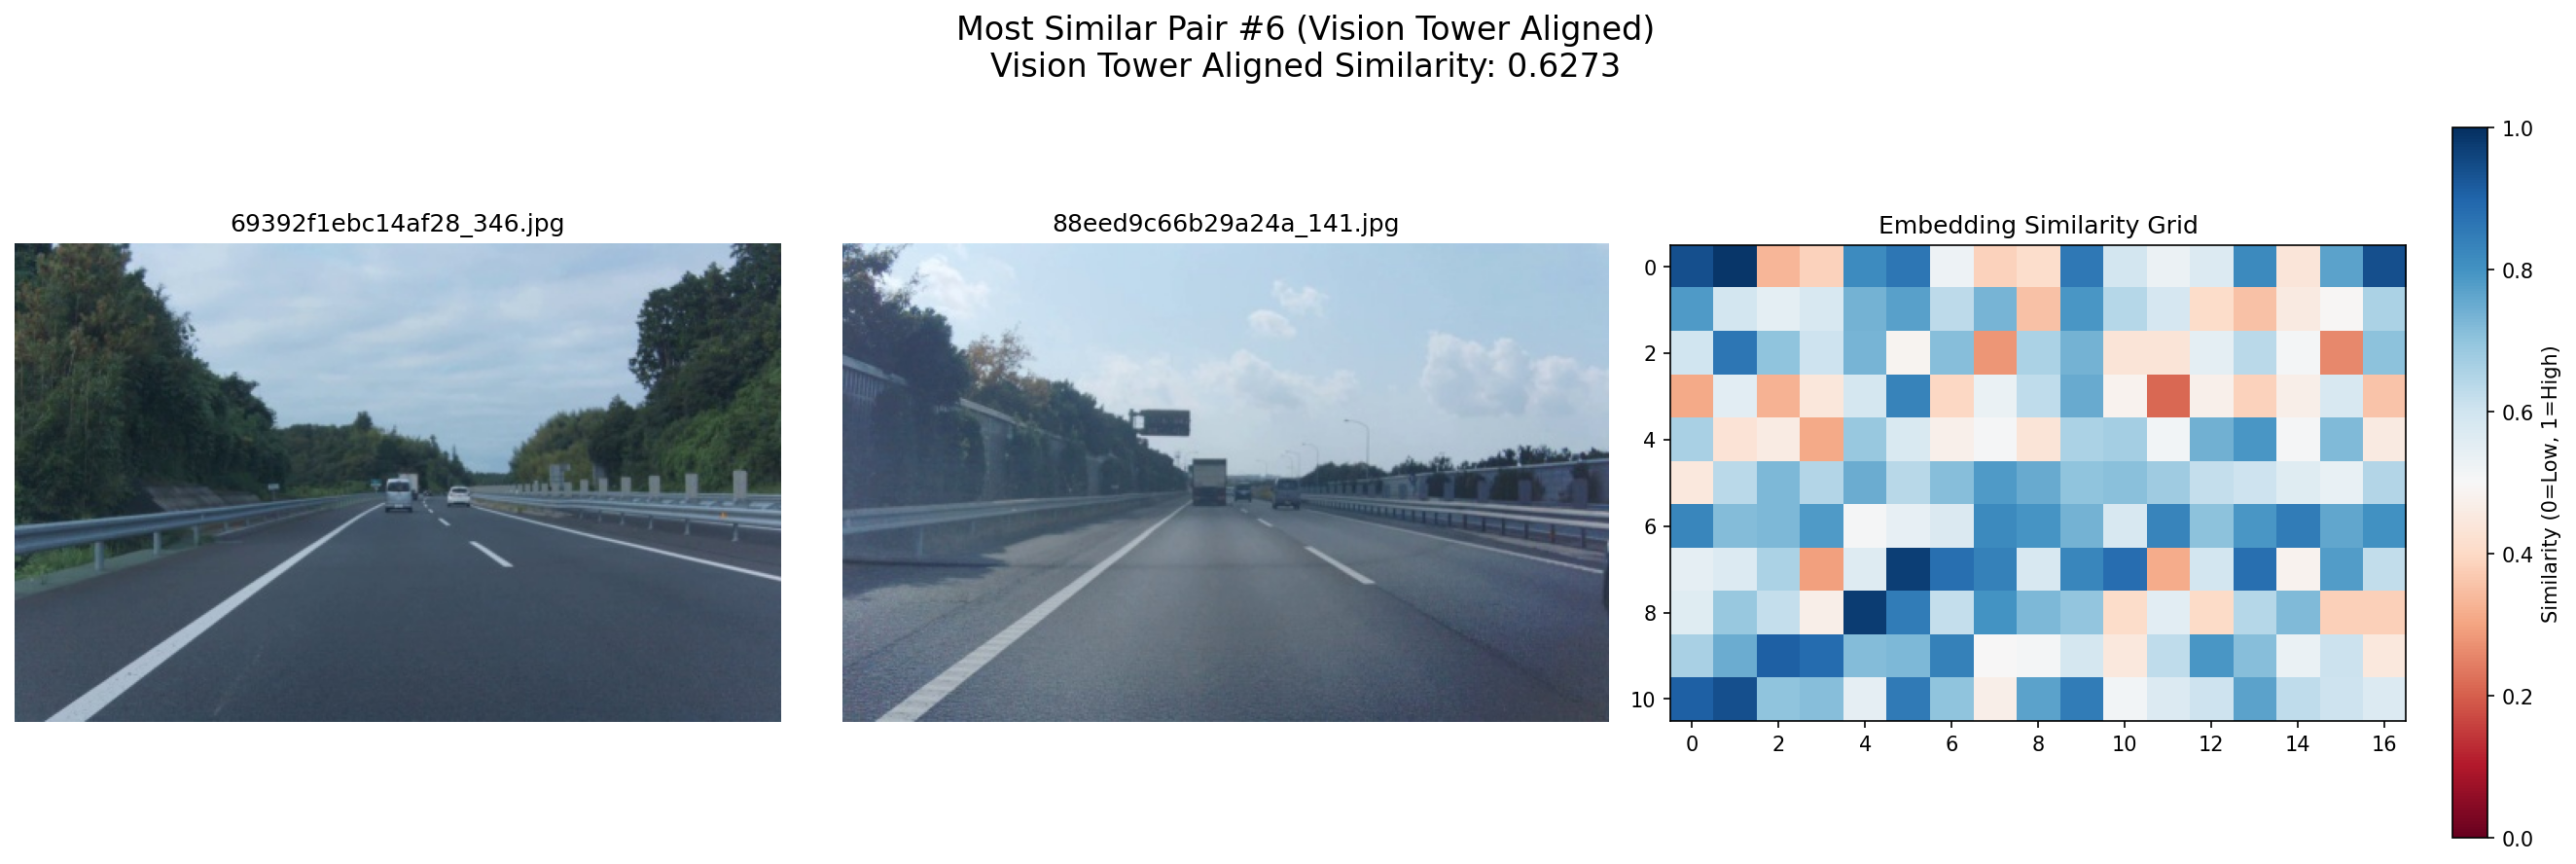 Most Similar Pair #6 (Vision Tower Aligned)
Vision Tower Aligned Similarity: 0.6273
69392f1ebc14af28_346.jpg
88eed9c66b29a24a_141.jpg
Embedding Similarity Grid
0
2
4
6
8
10
0 2 4 6 8 10 12 14 16
1.0
0.8
0.6
0.4
0.2
0.0
Similarity (0=Low, 1=High)